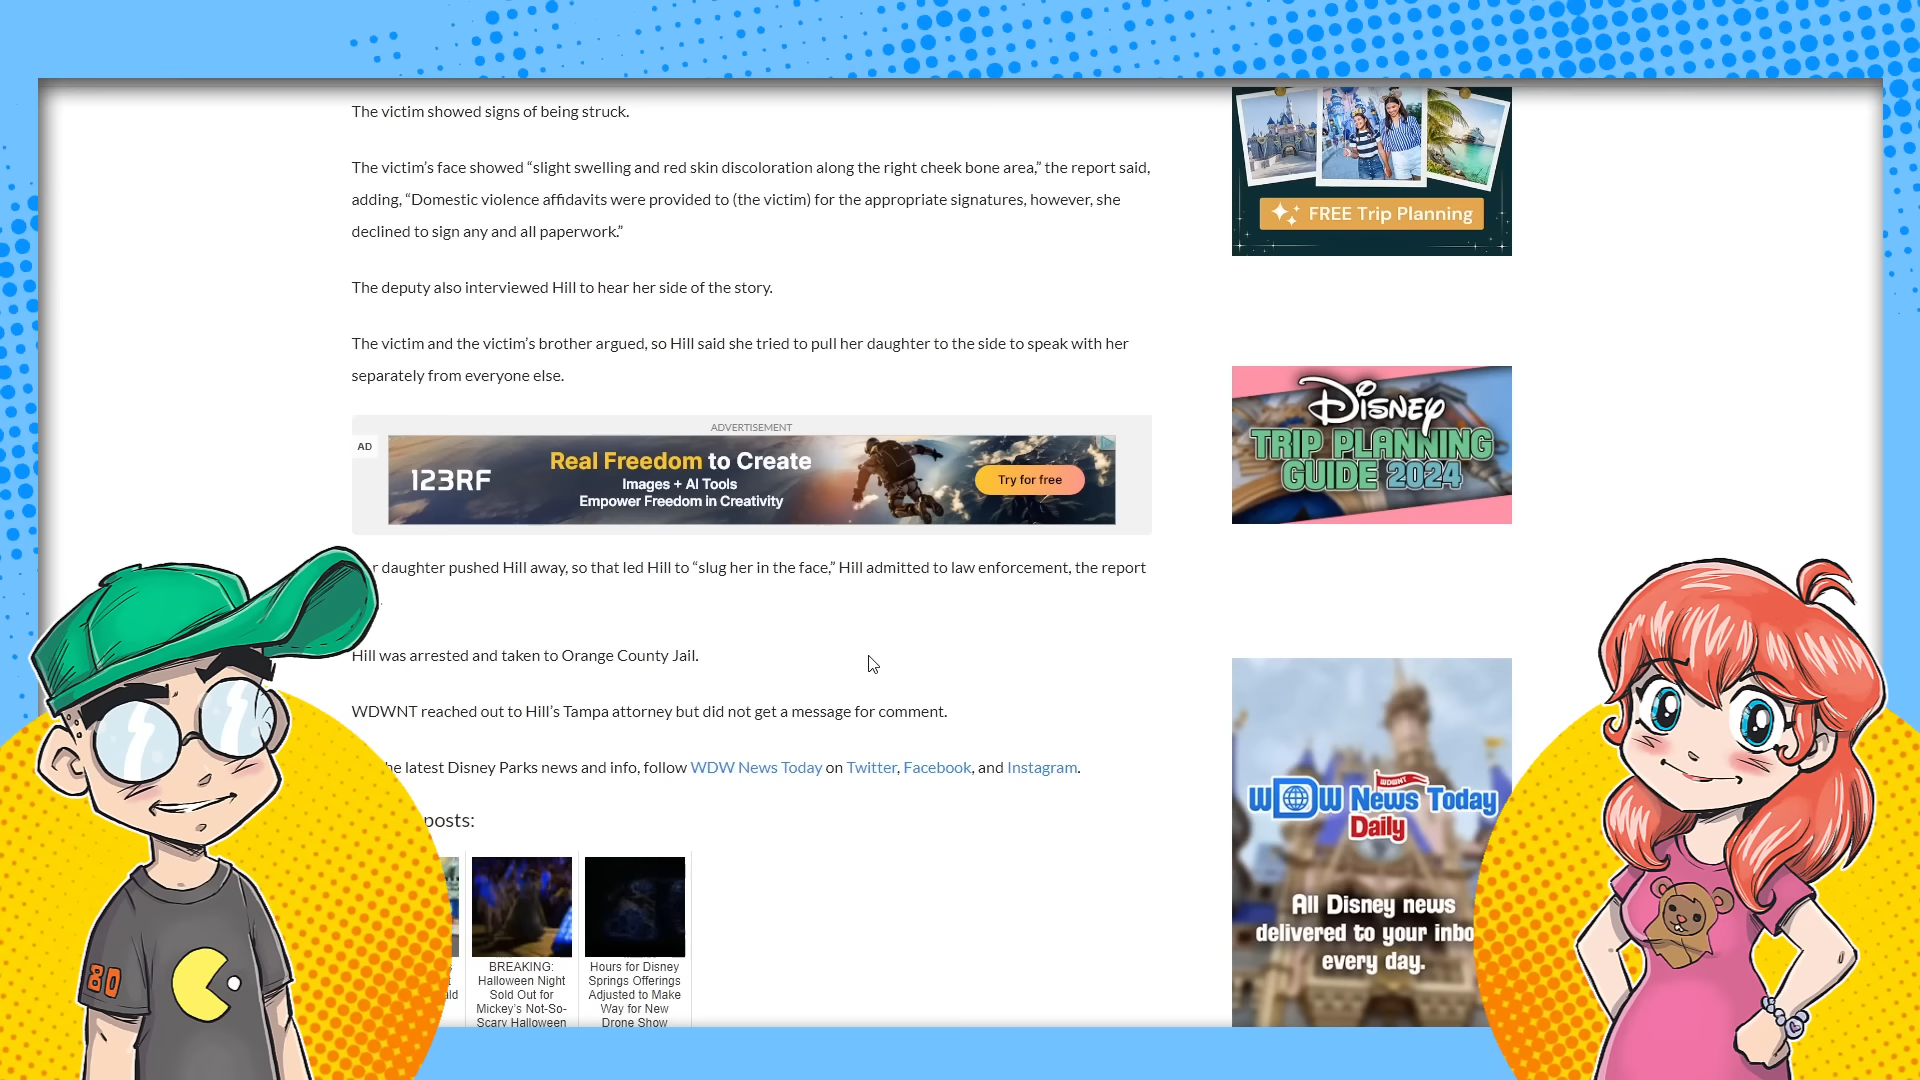 The victim showed signs of being struck.
The victim’s face showed “slight swelling and red skin discoloration along the right cheek bone area,” the report said,
adding, “Domestic violence affidavits were provided to (the victim) for the appropriate signatures, however, she
declined to sign any and all paperwork.”
The deputy also interviewed Hill to hear her side of the story.
The victim and the victim’s brother argued, so Hill said she tried to pull her daughter to the side to speak with her
separately from everyone else.
ADVERTISEMENT
AD
123RF
Real Freedom to Create
Images + AI Tools
Empower Freedom in Creativity
Try for free
daughter pushed Hill away, so that led Hill to “slug her in the face,” Hill admitted to law enforcement, the report
Hill was arrested and taken to Orange County Jail.
WDWNT reached out to Hill’s Tampa attorney but did not get a message for comment.
latest Disney Parks news and info, follow WDW News Today on Twitter, Facebook, and Instagram.
posts:
BREAKING:
Halloween Night
Sold Out for
Mickey’s Not-So-
Scary Halloween
Hours for Disney
Springs Offerings
Adjusted to Make
Way for New
Drone Show
FREE Trip Planning
Disney
TRIP PLANNING
GUIDE 2024
WDWNT
WDW News Today
Daily
All Disney news
delivered to your inbo
every day.
80